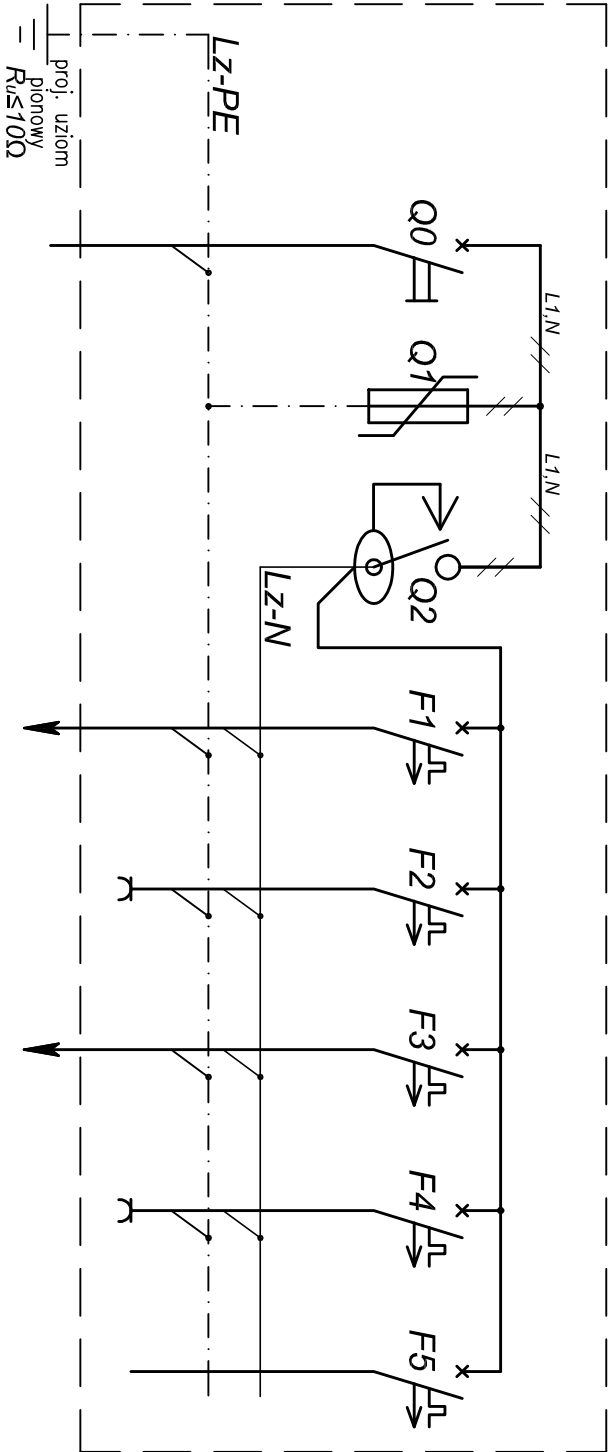 proj. uziom
pionowy
Ru≤10Ω
Lz-PE
Q0
L1,N
Q1
L1,N
Q2
Lz-N
F1
F2
F3
F4
F5